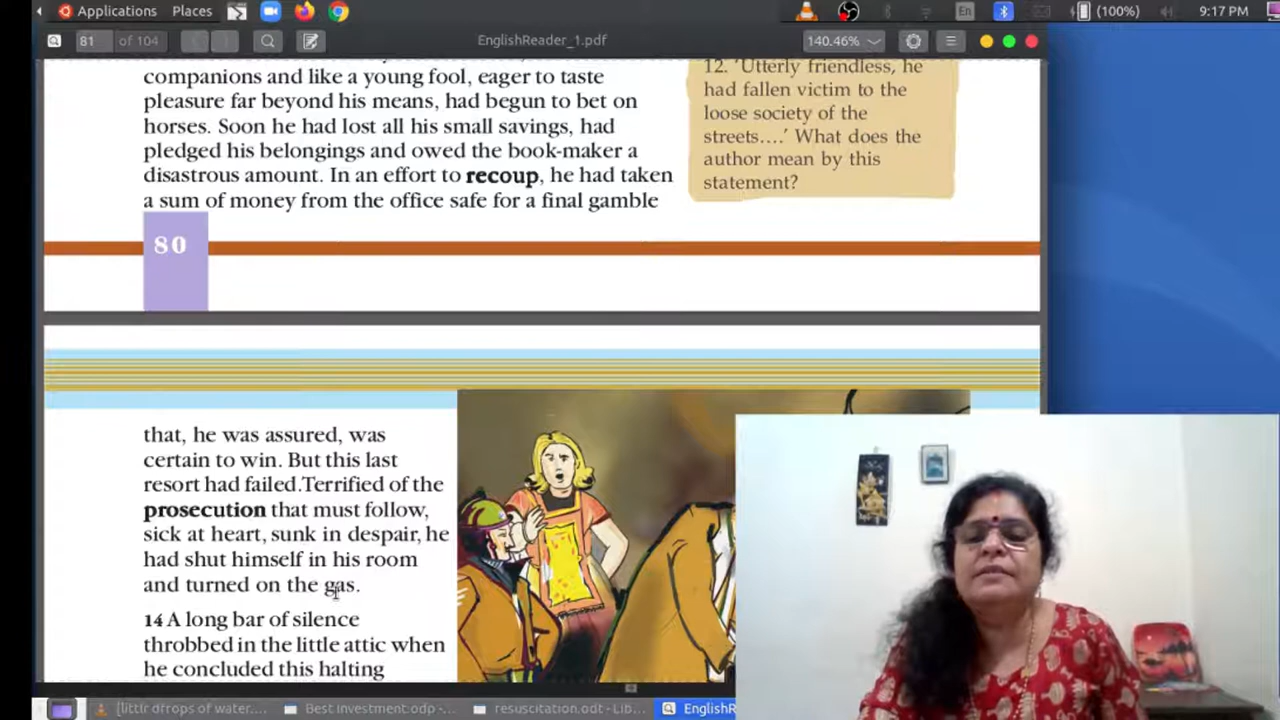 Applications Places En (100%) 9:17 PM
81 of 104 EnglishReader_1.pdf 140.46%
companions and like a young fool, eager to taste
pleasure far beyond his means, had begun to bet on
horses. Soon he had lost all his small savings, had
pledged his belongings and owed the book-maker a
disastrous amount. In an effort to recoup, he had taken
a sum of money from the office safe for a final gamble
12. 'Utterly friendless, he
had fallen victim to the
loose society of the
streets....' What does the
author mean by this
statement?
80
that, he was assured, was
certain to win. But this last
resort had failed.Terrified of the
prosecution that must follow,
sick at heart, sunk in despair, he
had shut himself in his room
and turned on the gas.
14 A long bar of silence
throbbed in the little attic when
he concluded this halting
[littlr dfrops of water.... Best investment.odp -... resuscitation.odt - Lib... EnglishR